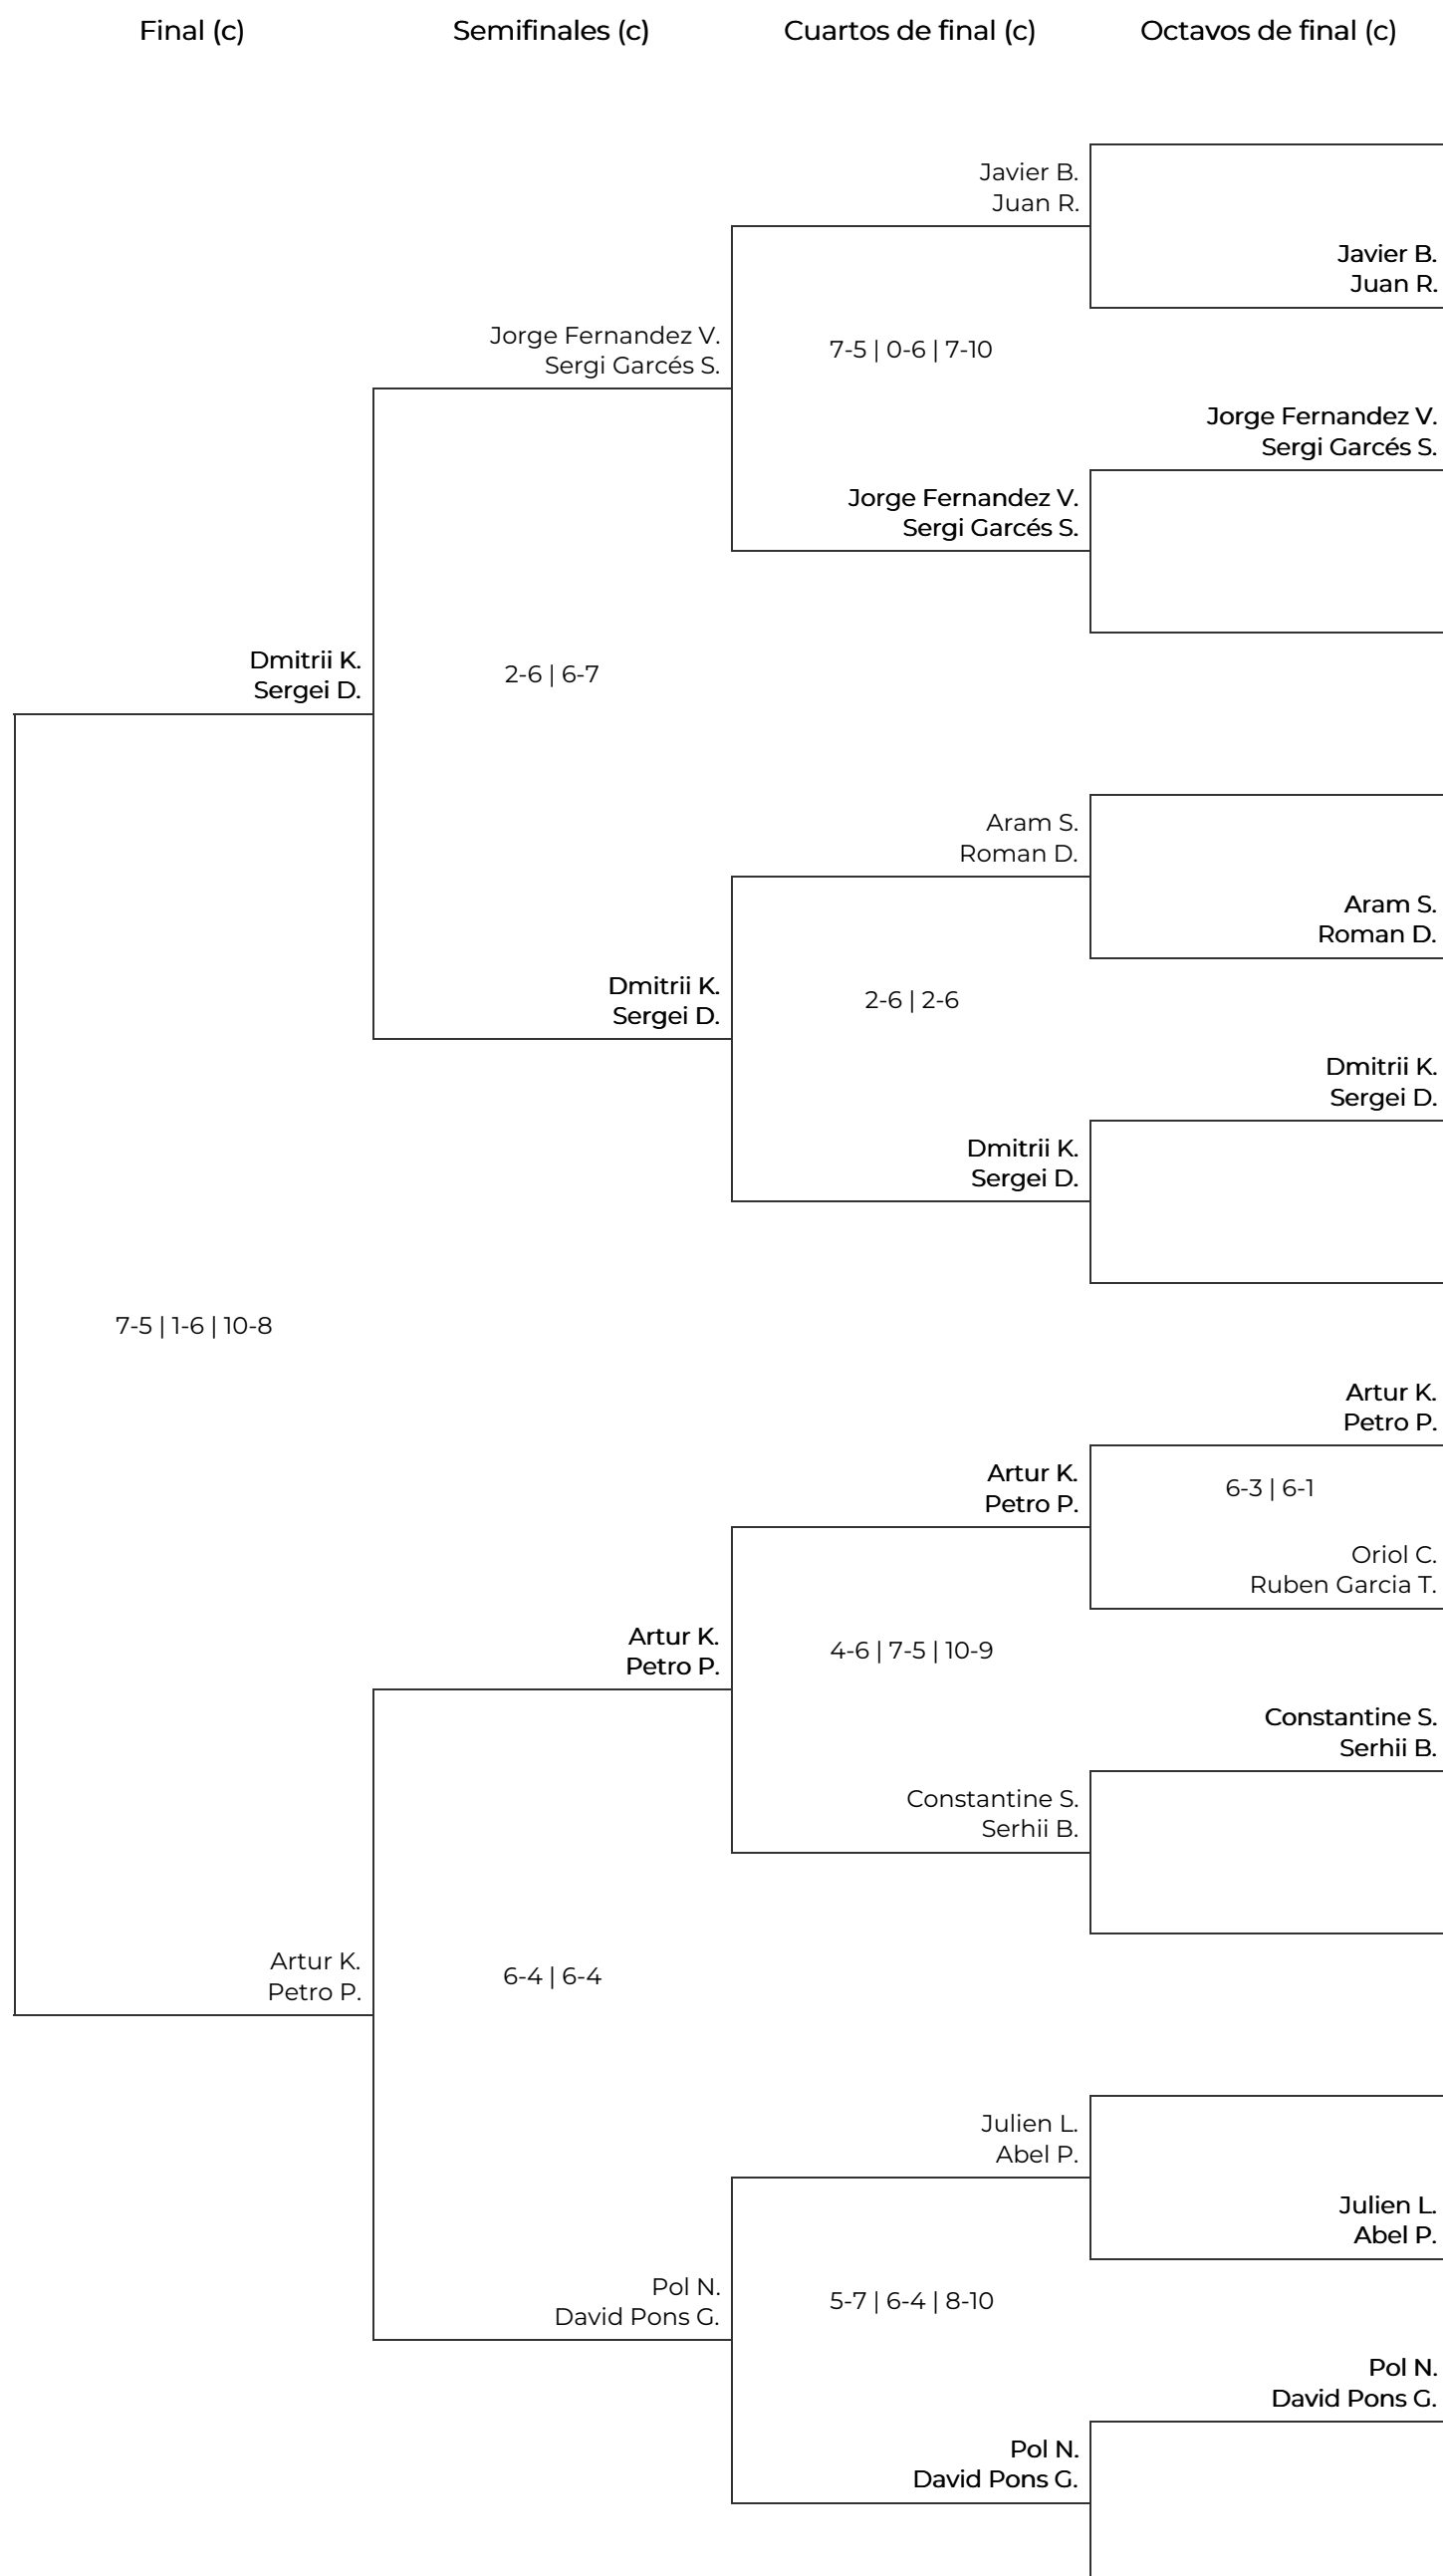 Final (c)
Semifinales (c)
Cuartos de final (c)
Octavos de final (c)
Javier B.
Juan R.
Javier B.
Juan R.
Jorge Fernandez V.
Sergi Garcés S.
7-5 | 0-6 | 7-10
Jorge Fernandez V.
Sergi Garcés S.
Jorge Fernandez V.
Sergi Garcés S.
Dmitrii K.
Sergei D.
2-6 | 6-7
Aram S.
Roman D.
Aram S.
Roman D.
Dmitrii K.
Sergei D.
2-6 | 2-6
Dmitrii K.
Sergei D.
Dmitrii K.
Sergei D.
7-5 | 1-6 | 10-8
Artur K.
Petro P.
Artur K.
Petro P.
6-3 | 6-1
Oriol C.
Ruben Garcia T.
Artur K.
Petro P.
4-6 | 7-5 | 10-9
Constantine S.
Serhii B.
Constantine S.
Serhii B.
Artur K.
Petro P.
6-4 | 6-4
Julien L.
Abel P.
Julien L.
Abel P.
Pol N.
David Pons G.
5-7 | 6-4 | 8-10
Pol N.
David Pons G.
Pol N.
David Pons G.